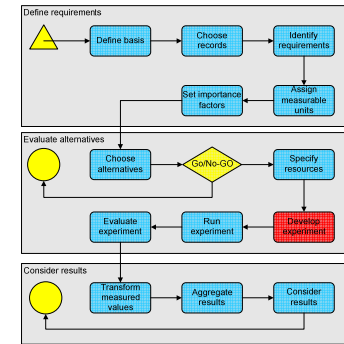 Define requirements
Define basis
Choose
records
Identify
requirements
Set importance
factors
Assign
measurable
units
Evaluate alternatives
Choose
alternatives
Go/No-GO
Specify
resources
Evaluate
experiment
Run
experiment
Develop
experiment
Consider results
Transform
measured
values
Aggregate
results
Consider
results